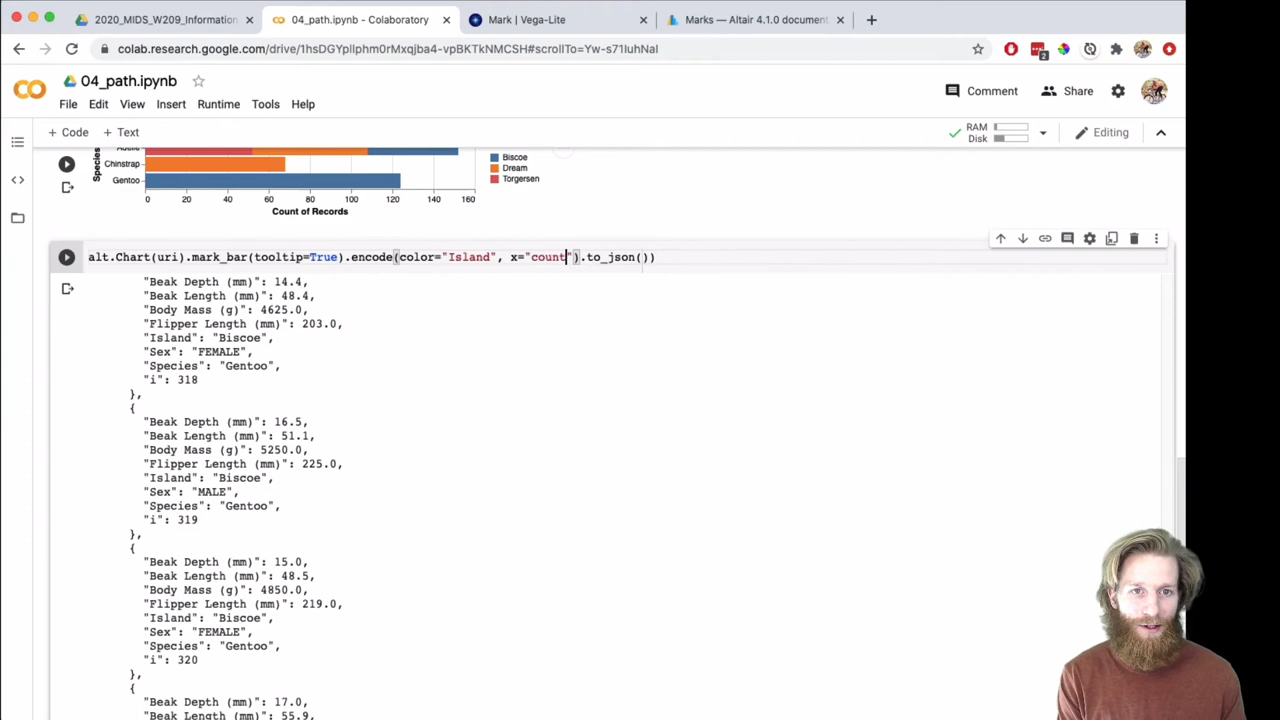 2020_MIDS_W209_Information
04_path.ipynb - Colaboratory
Mark | Vega-Lite
Marks — Altair 4.1.0 document
colab.research.google.com/drive/
04_path.ipynb
File Edit View Insert Runtime Tools Help
Comment
Share
+ Code + Text
RAM
Disk
Editing
Species
Adelie
Chinstrap
Gentoo
0 20 40 60 80 100 120 140 160
Count of Records
Biscoe
Dream
Torgersen
alt.Chart(uri).mark_bar(tooltip=True).encode(color="Island", x="count").to_json())
"Beak Depth (mm)": 14.4,
"Beak Length (mm)": 48.4,
"Body Mass (g)": 4625.0,
"Flipper Length (mm)": 203.0,
"Island": "Biscoe",
"Sex": "FEMALE",
"Species": "Gentoo",
"i": 318
},
{
"Beak Depth (mm)": 16.5,
"Beak Length (mm)": 51.1,
"Body Mass (g)": 5250.0,
"Flipper Length (mm)": 225.0,
"Island": "Biscoe",
"Sex": "MALE",
"Species": "Gentoo",
"i": 319
},
{
"Beak Depth (mm)": 15.0,
"Beak Length (mm)": 48.5,
"Body Mass (g)": 4850.0,
"Flipper Length (mm)": 219.0,
"Island": "Biscoe",
"Sex": "FEMALE",
"Species": "Gentoo",
"i": 320
},
{
"Beak Depth (mm)": 17.0,
"Beak Length (mm)": 55.9,